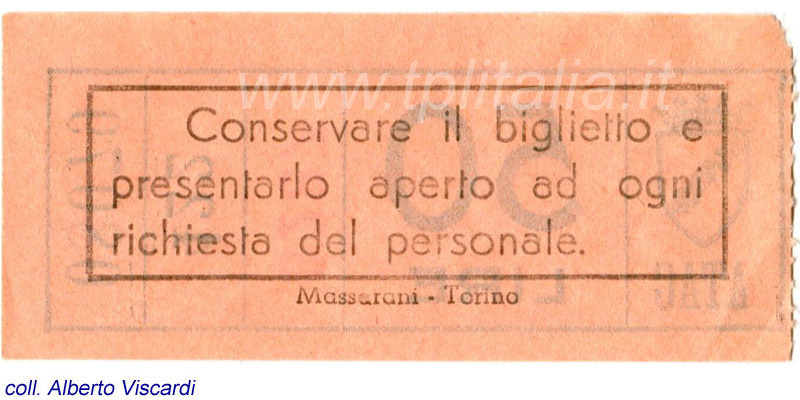 www.tplitalia.it
Conservare il biglietto e
presentarlo aperto ad ogni
richiesta del personale.
Massarani - Torino
coll. Alberto Viscardi